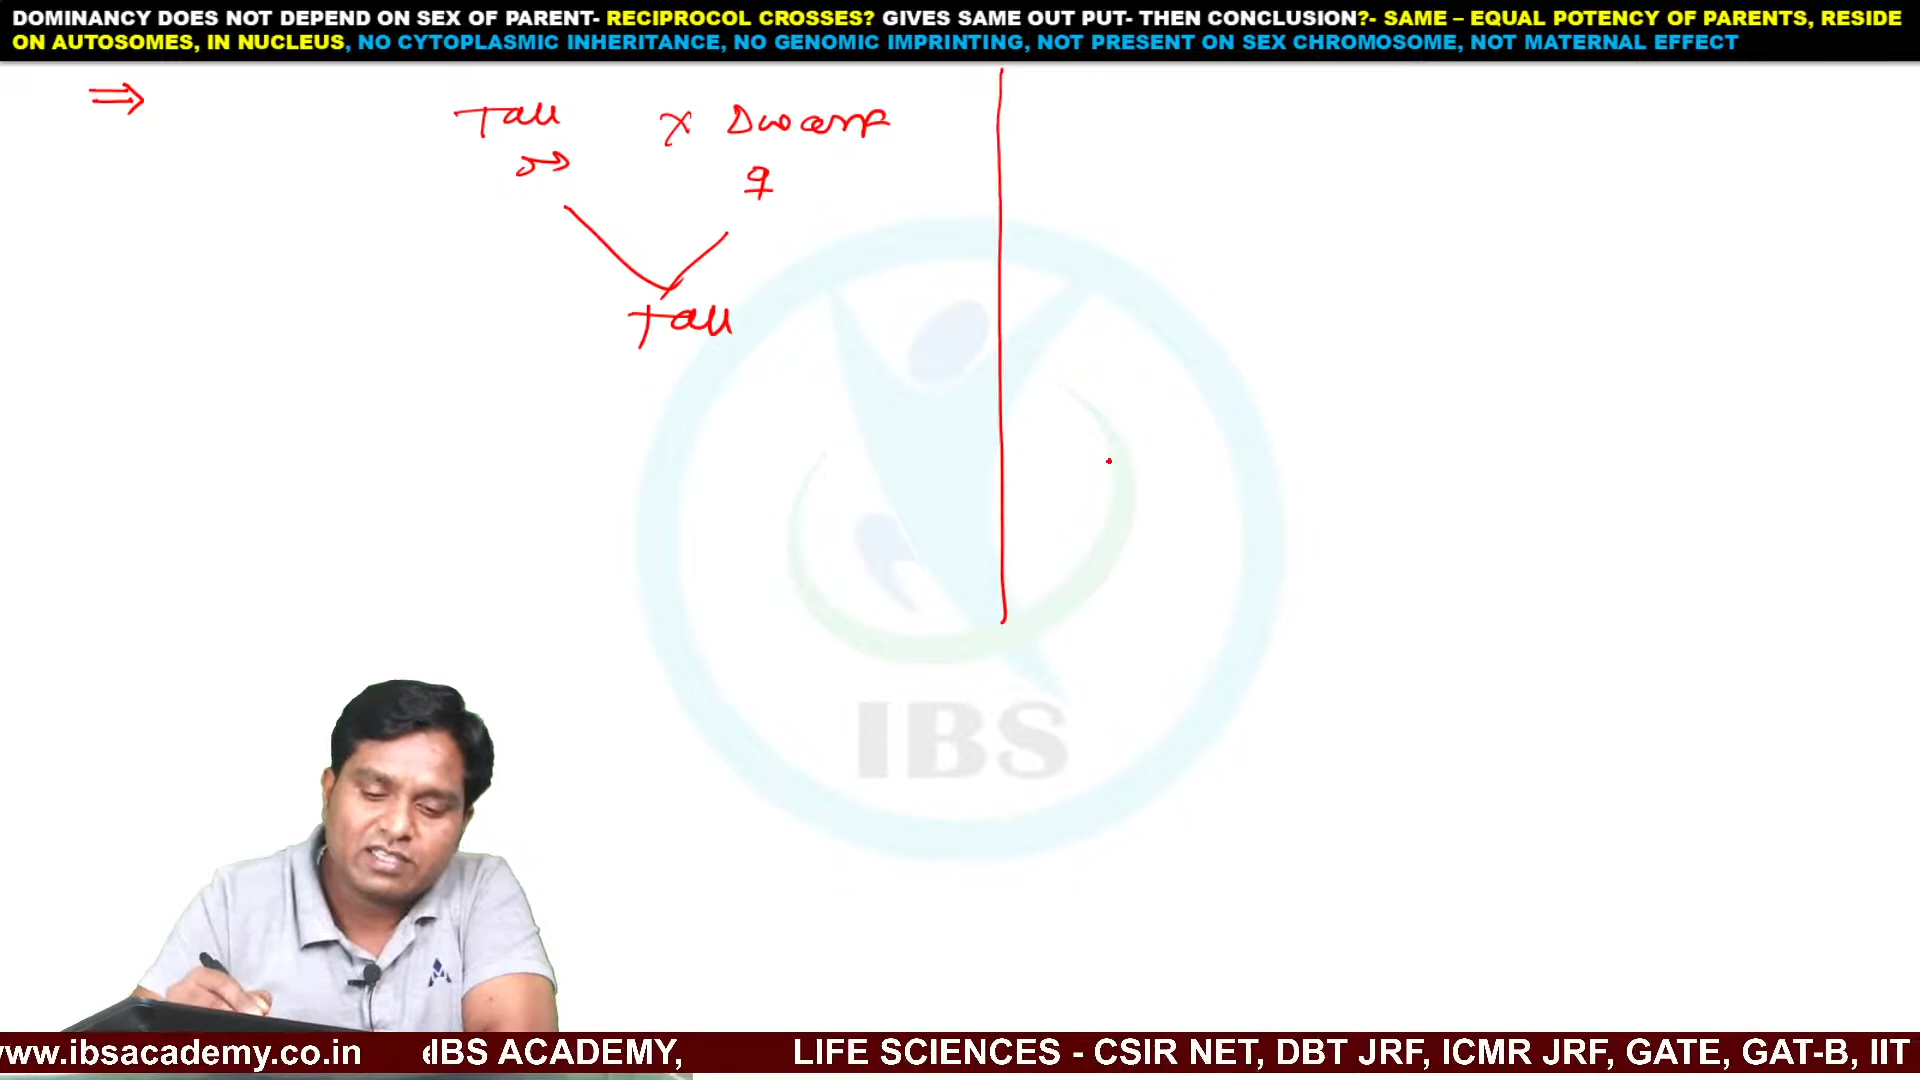 DOMINANCY DOES NOT DEPEND ON SEX OF PARENT- RECIPROCOL CROSSES? GIVES SAME OUT PUT- THEN CONCLUSION?- SAME – EQUAL POTENCY OF PARENTS, RESIDE
ON AUTOSOMES, IN NUCLEUS, NO CYTOPLASMIC INHERITANCE, NO GENOMIC IMPRINTING, NOT PRESENT ON SEX CHROMOSOME, NOT MATERNAL EFFECT
⇒
Tall x Dwarf
♂ ♀
Tall
IBS
www.ibsacademy.co.in IBS ACADEMY, LIFE SCIENCES - CSIR NET, DBT JRF, ICMR JRF, GATE, GAT-B, IIT